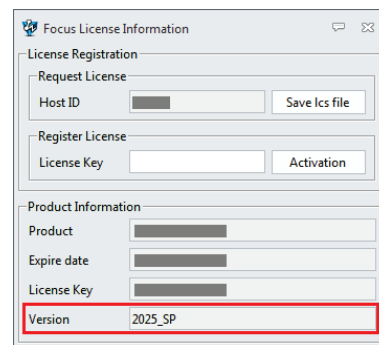 Focus License Information
License Registration
Request License
Host ID
Save lcs file
Register License
License Key
Activation
Product Information
Product
Expire date
License Key
Version 2025_SP